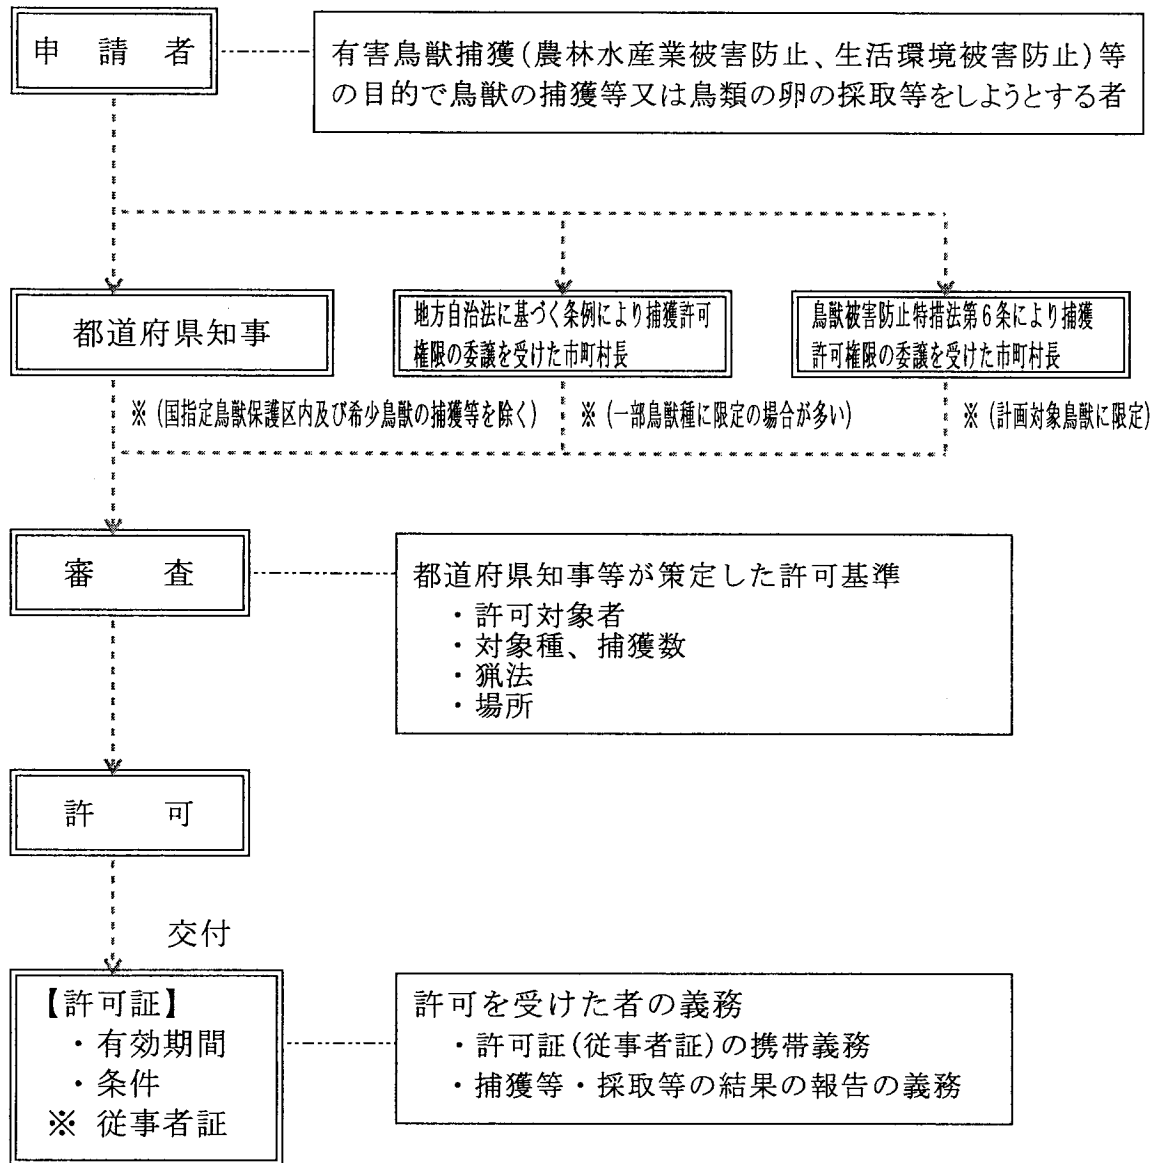 申　請　者
有害鳥獣捕獲(農林水産業被害防止、生活環境被害防止)等
の目的で鳥獣の捕獲等又は鳥類の卵の採取等をしようとする者
都道府県知事
地方自治法に基づく条例により捕獲許可
権限の委譲を受けた市町村長
鳥獣被害防止特措法第６条により捕獲
許可権限の委譲を受けた市町村長
※（国指定鳥獣保護区内及び希少鳥獣の捕獲等を除く）
※（一部鳥獣種に限定の場合が多い）
※（計画対象鳥獣に限定）
審　　査
都道府県知事等が策定した許可基準
・許可対象者
・対象種、捕獲数
・猟法
・場所
許　　可
交付
【許可証】
・有効期間
・条件
※ 従事者証
許可を受けた者の義務
・許可証(従事者証)の携帯義務
・捕獲等・採取等の結果の報告の義務